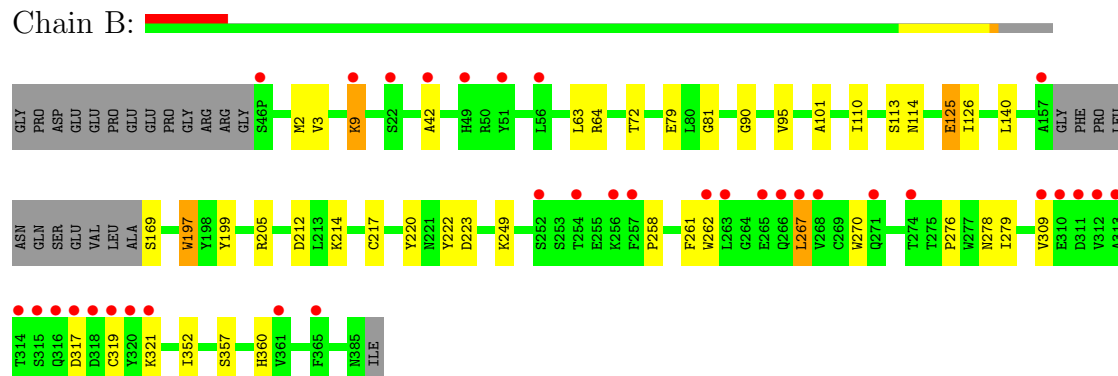 Chain B:
GLY PRO ASP GLU GLU PRO GLU GLU PRO GLY ARG ARG GLY S46P M2 V3 K9 S22 A42 H49 R50 Y51 L56 L63 R64 T72 E79 L80 G81 G90 V95 A101 I110 S113 N114 E125 I126 L140 A157 GLY PHE PRO LEU
ASN GLN SER GLU VAL LEU ALA S169 W197 Y198 Y199 R205 D212 L213 K214 C217 Y220 N221 Y222 D223 K249 S252 S253 T254 E255 K256 F257 P258 F261 W262 L263 G264 E265 Q266 L267 V268 C269 W270 Q271 T274 T275 P276 W277 N278 I279 V309 E310 D311 V312 A313
T314 S315 Q316 D317 D318 C319 Y320 K321 I352 S357 H360 V361 F365 N385 ILE